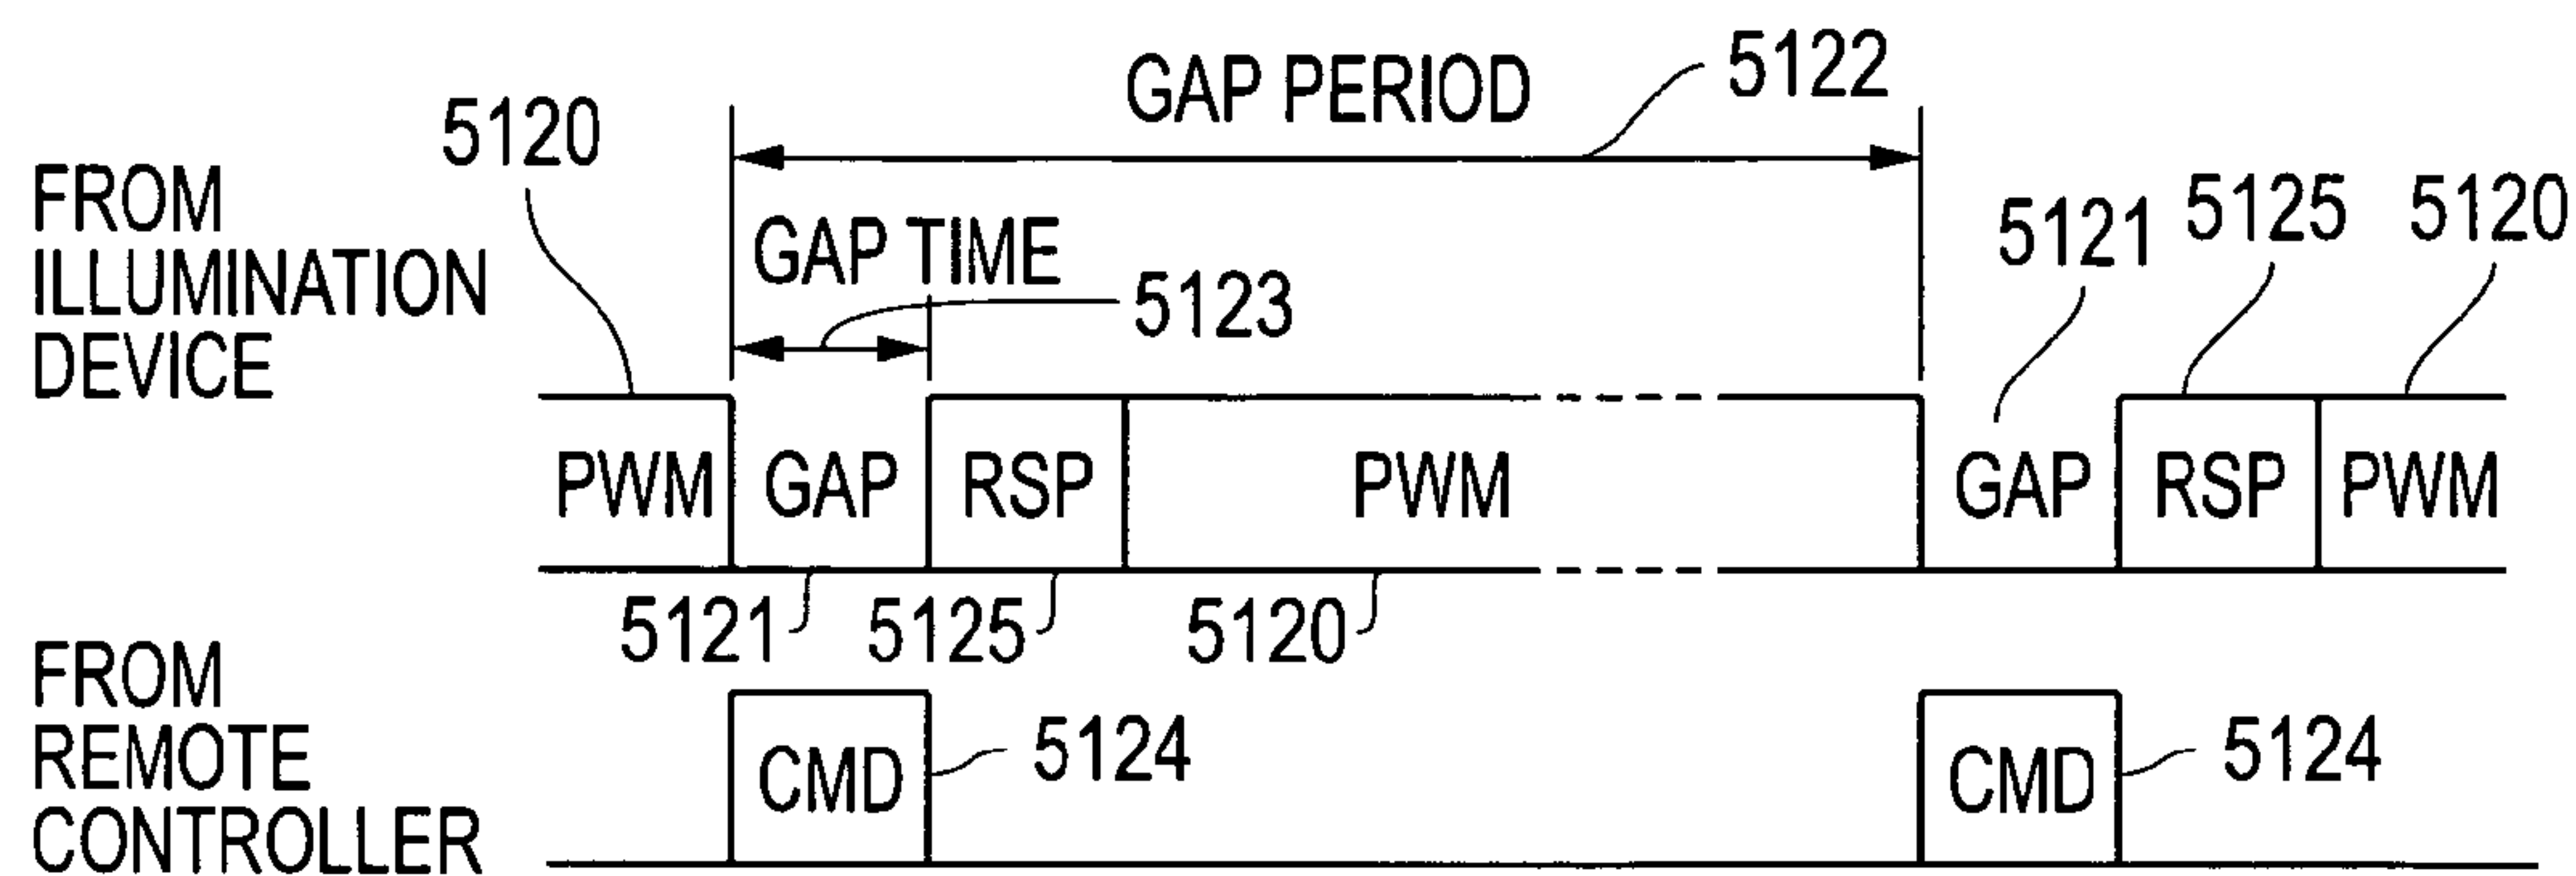 GAP PERIOD 5122
5120
FROM
ILLUMINATION
DEVICE
GAP TIME
5123
5121
5125
5120
PWM GAP RSP PWM GAP RSP PWM
5121 5125 5120
FROM
REMOTE
CONTROLLER
CMD 5124 CMD 5124